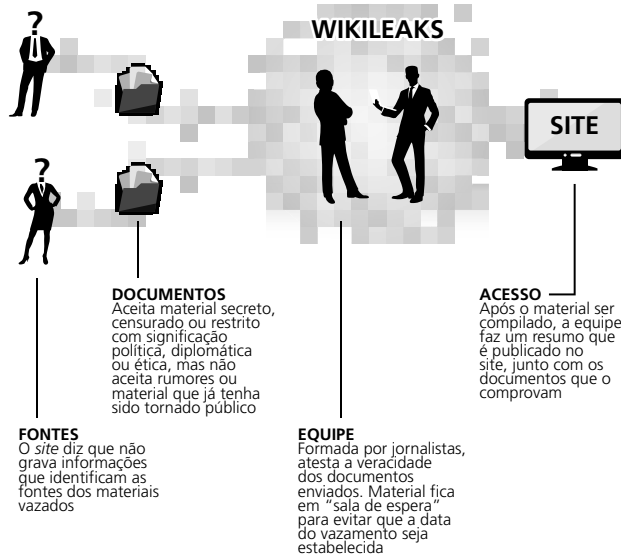 ?
WIKILEAKS
SITE
?
DOCUMENTOS
Aceita material secreto,
censurado ou restrito
com significação
política, diplomática
ou ética, mas não
aceita rumores ou
material que já tenha
sido tornado público
ACESSO
Após o material ser
compilado, a equipe
faz um resumo que
é publicado no
site, junto com os
documentos que o
comprovam
FONTES
O site diz que não
grava informações
que identificam as
fontes dos materiais
vazados
EQUIPE
Formada por jornalistas,
atesta a veracidade
dos documentos
enviados. Material fica
em “sala de espera”
para evitar que a data
do vazamento seja
estabelecida